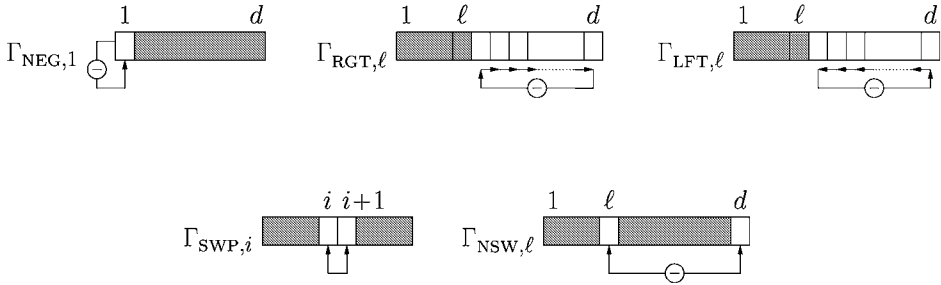 1 d 1 ℓ d 1 ℓ d
Γ_NEG,1 Γ_RGT,ℓ Γ_LFT,ℓ
− − −
i i+1 1 ℓ d
Γ_SWP,i Γ_NSW,ℓ
−